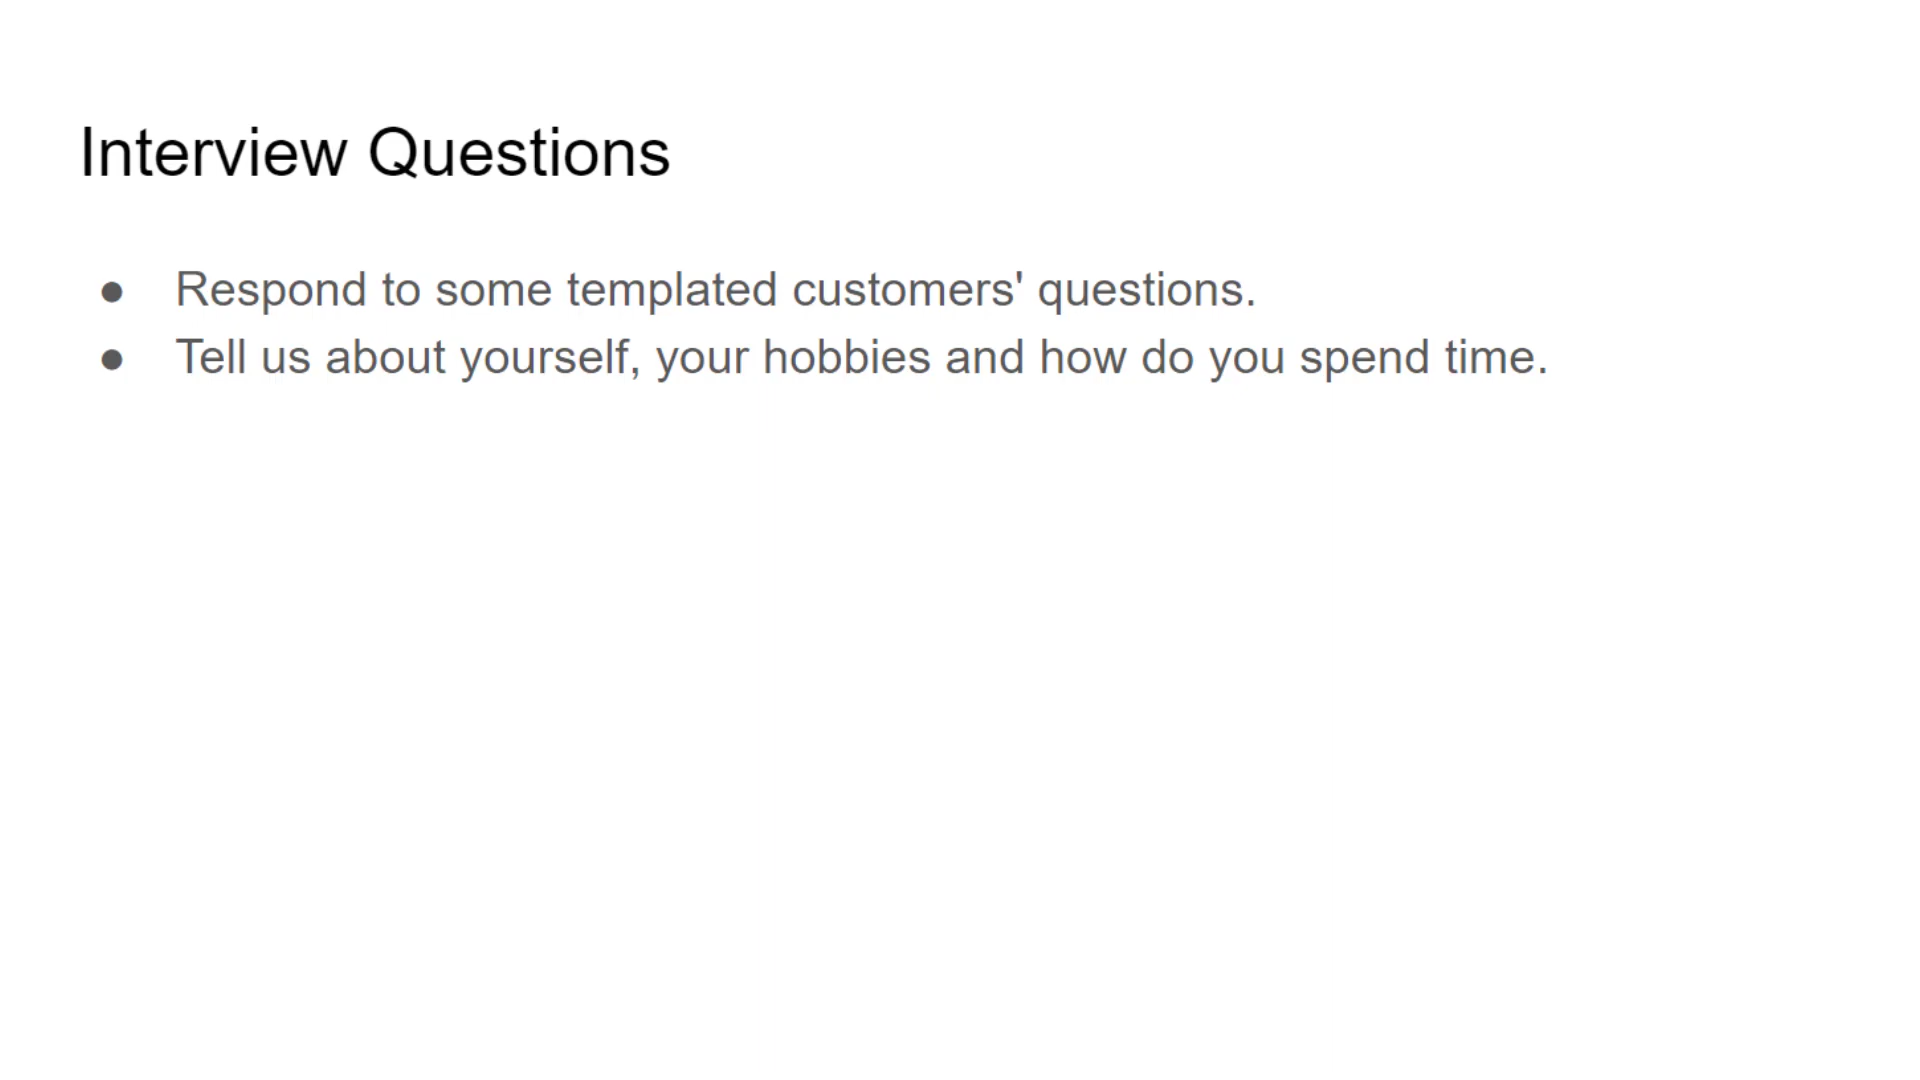 Interview Questions
● Respond to some templated customers' questions.
● Tell us about yourself, your hobbies and how do you spend time.